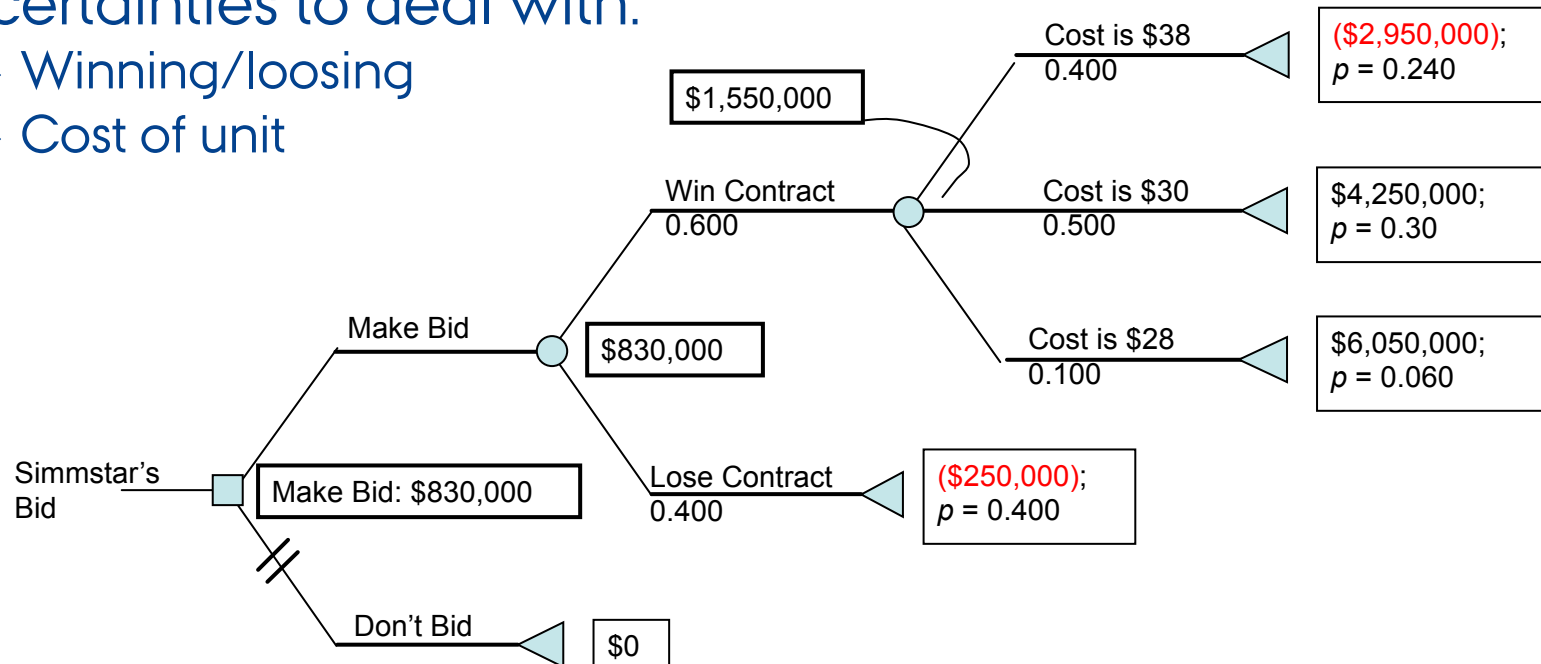 certainties to deal with:
Winning/loosing
Cost of unit
Cost is $38
0.400
($2,950,000);
p = 0.240
$1,550,000
Win Contract
0.600
Cost is $30
0.500
$4,250,000;
p = 0.30
Make Bid
$830,000
Cost is $28
0.100
$6,050,000;
p = 0.060
Simmstar's
Bid
Make Bid: $830,000
Lose Contract
0.400
($250,000);
p = 0.400
Don't Bid
$0